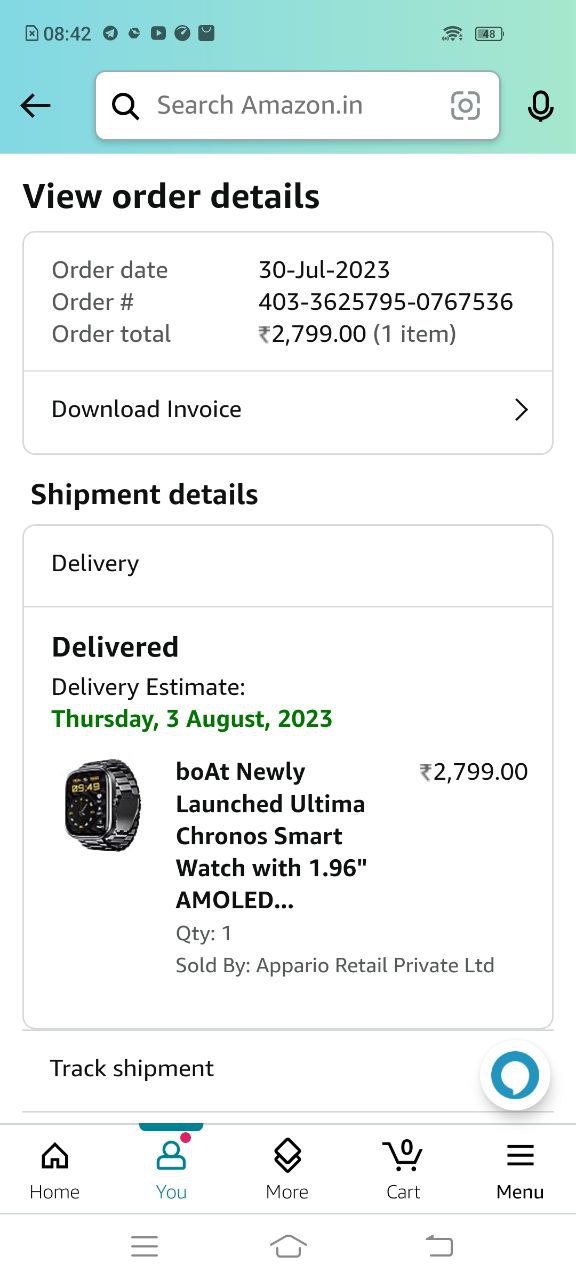 08:42
48
Search Amazon.in
View order details
Order date 30-Jul-2023
Order # 403-3625795-0767536
Order total ₹2,799.00 (1 item)
Download Invoice
Shipment details
Delivery
Delivered
Delivery Estimate:
Thursday, 3 August, 2023
09:49
boAt Newly ₹2,799.00
Launched Ultima
Chronos Smart
Watch with 1.96"
AMOLED...
Qty: 1
Sold By: Appario Retail Private Ltd
Track shipment
0
Home You More Cart Menu